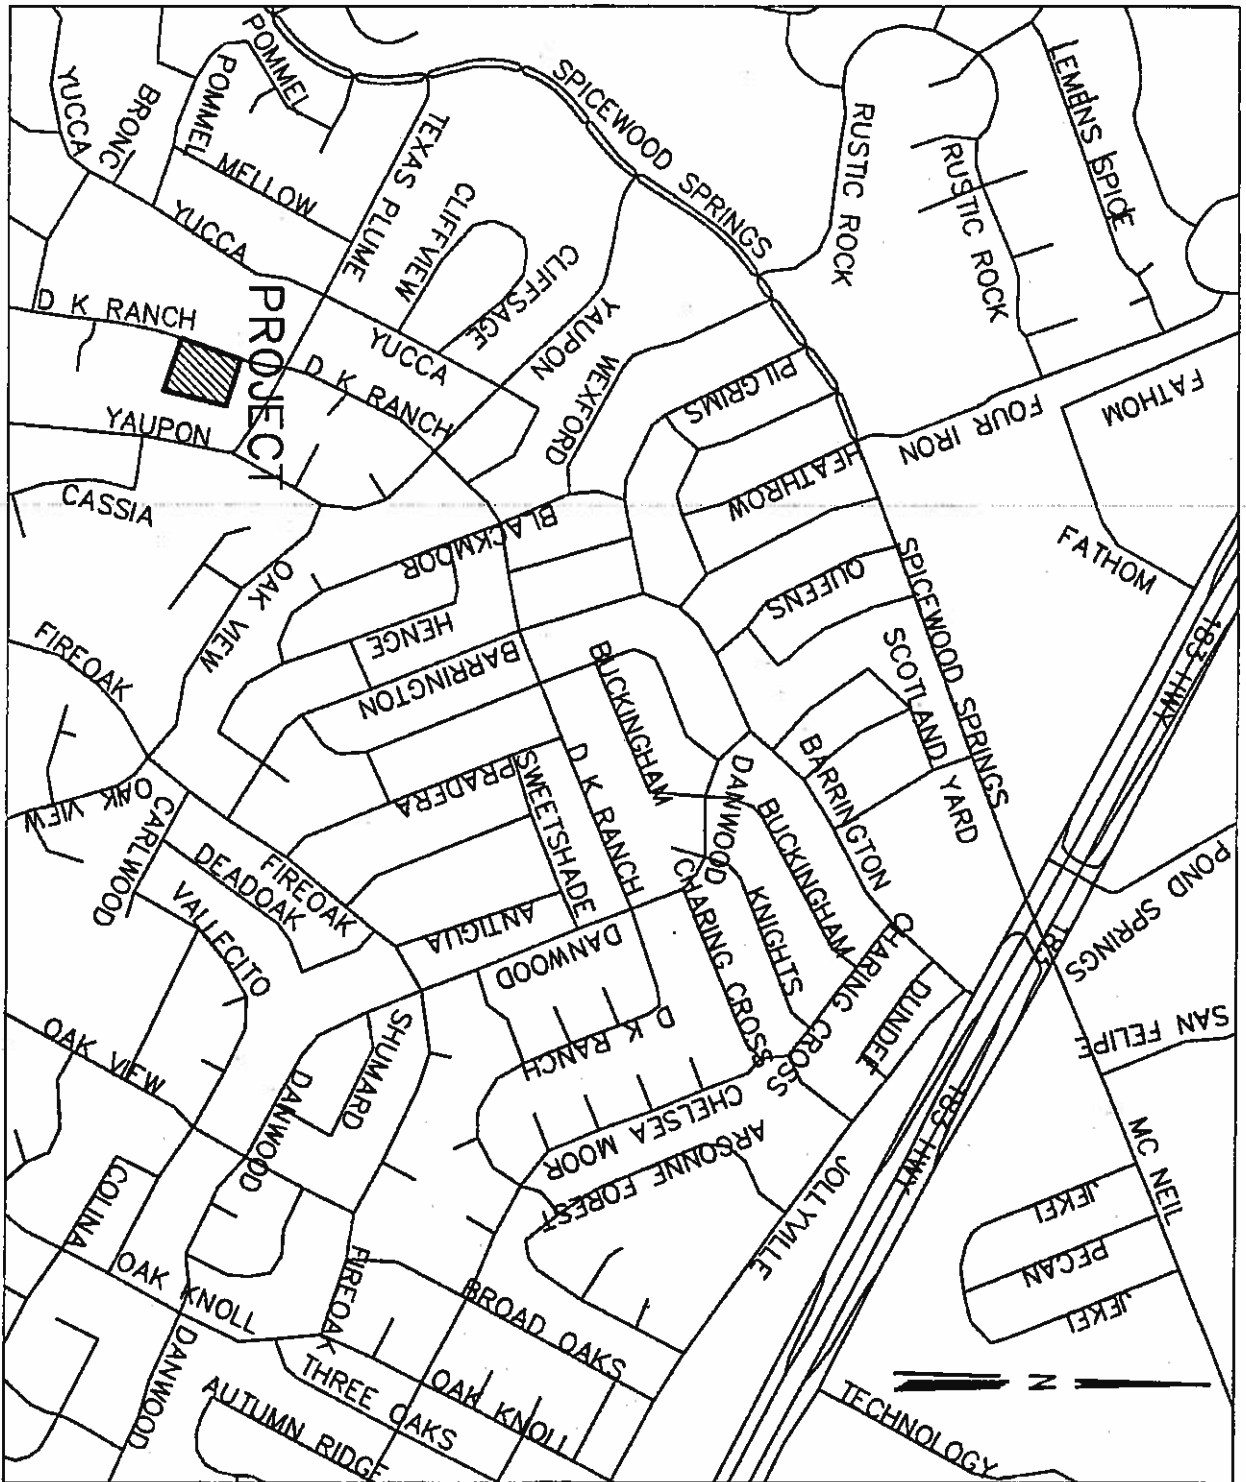 POMMEL
SPICEWOOD SPRINGS
LEMENS SPICE
YUCCA
BRONC
POMMEL
MELLOW
TEXAS PLUME
CLIFFVIEW
CLIFFSAGE
RUSTIC ROCK
RUSTIC ROCK
YUCCA
D K RANCH
PROJECT
D K RANCH
YUCCA
YAUPON
WEXFORD
PILGRIMS
FOUR IRON
FATHOM
YAUPON
CASSIA
HEATHROW
BLACKMOOR
FATHOM
OAK VIEW
QUEENS
SPICEWOOD SPRINGS
183 HWY
FIREOAK
HENGE
BARRINGTON
BUCKINGHAM
SCOTLAND YARD
OAK VIEW
CARLWOOD
PRADERA
SWEETSHADE
D K RANCH
DANWOOD
BARRINGTON
BUCKINGHAM
POND SPRINGS
DEADOAK
FIREOAK
VALLECITO
ANTIGUA
DANWOOD
CHARING CROSS
KNIGHTS
CHARING CROSS
DUNDEE
183
SAN FELIPE
OAK VIEW
SHUMARD
DANWOOD
D K RANCH
CHELSEA MOOR
ARGONNE FOREST
183 HWY
MC NEIL
COLINA
JOLLYVILLE
JEKEL
PECAN
JEKEL
OAK KNOLL
FIREOAK
BROAD OAKS
DANWOOD
THREE OAKS
OAK KNOLL
AUTUMN RIDGE
TECHNOLOGY
N